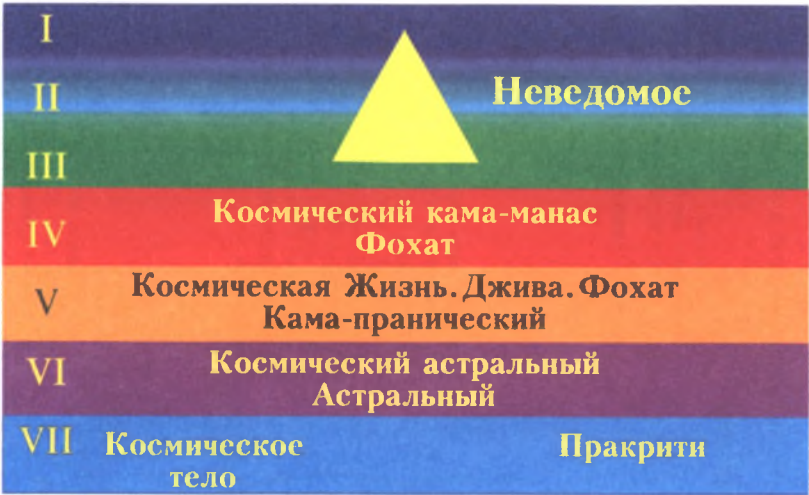 I
II
Неведомое
III
IV
Космический кама-манас
Фохат
V
Космическая Жизнь. Джива. Фохат
Кама-пранический
VI
Космический астральный
Астральный
VII
Космическое
тело
Пракрити